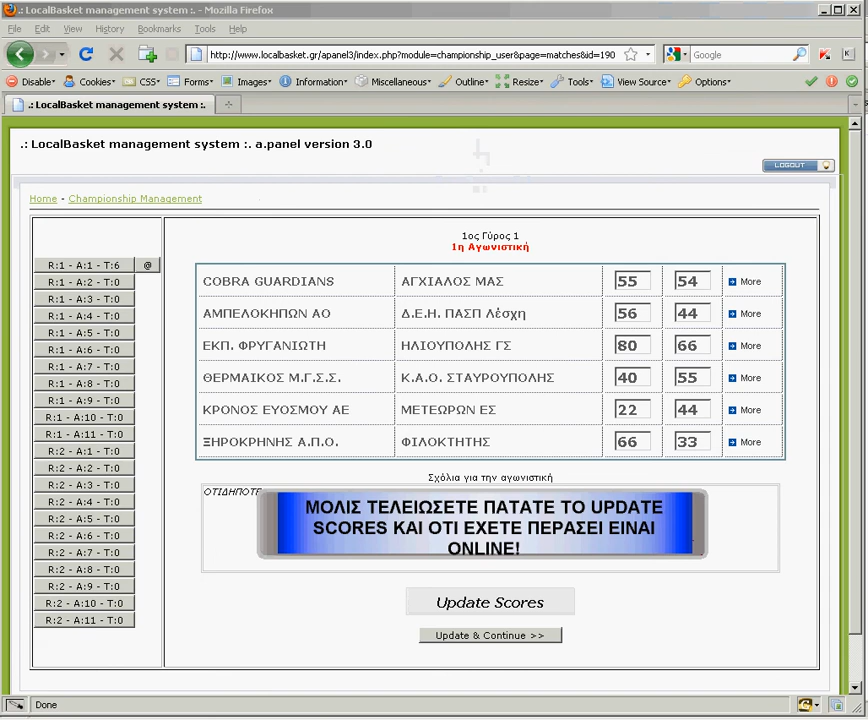 .: LocalBasket management system :. - Mozilla Firefox
File Edit View History Bookmarks Tools Help
http://www.localbasket.gr/apanel3/index.php?module=championship_user&page=matches&id=190
Google
Disable Cookies CSS Forms Images Information Miscellaneous Outline Resize Tools View Source Options
.: LocalBasket management system :.
.: LocalBasket management system :. a.panel version 3.0
LOGOUT
Home - Championship Management
1ος Γύρος 1
1η Αγωνιστική
R:1 - A:1 - T:6 @
R:1 - A:2 - T:0
R:1 - A:3 - T:0
R:1 - A:4 - T:0
R:1 - A:5 - T:0
R:1 - A:6 - T:0
R:1 - A:7 - T:0
R:1 - A:8 - T:0
R:1 - A:9 - T:0
R:1 - A:10 - T:0
R:1 - A:11 - T:0
R:2 - A:1 - T:0
R:2 - A:2 - T:0
R:2 - A:3 - T:0
R:2 - A:4 - T:0
R:2 - A:5 - T:0
R:2 - A:6 - T:0
R:2 - A:7 - T:0
R:2 - A:8 - T:0
R:2 - A:9 - T:0
R:2 - A:10 - T:0
R:2 - A:11 - T:0
COBRA GUARDIANS ΑΓΧΙΑΛΟΣ ΜΑΣ 55 54 More
ΑΜΠΕΛΟΚΗΠΩΝ ΑΟ Δ.Ε.Η. ΠΑΣΠ Λέσχη 56 44 More
ΕΚΠ. ΦΡΥΓΑΝΙΩΤΗ ΗΛΙΟΥΠΟΛΗΣ ΓΣ 80 66 More
ΘΕΡΜΑΙΚΟΣ Μ.Γ.Σ.Σ. Κ.Α.Ο. ΣΤΑΥΡΟΥΠΟΛΗΣ 40 55 More
ΚΡΟΝΟΣ ΕΥΟΣΜΟΥ ΑΕ ΜΕΤΕΩΡΩΝ ΕΣ 22 44 More
ΞΗΡΟΚΡΗΝΗΣ Α.Π.Ο. ΦΙΛΟΚΤΗΤΗΣ 66 33 More
Σχόλια για την αγωνιστική
ΟΤΙΔΗΠΟΤΕ
ΜΟΛΙΣ ΤΕΛΕΙΩΣΕΤΕ ΠΑΤΑΤΕ ΤΟ UPDATE
SCORES ΚΑΙ ΟΤΙ ΕΧΕΤΕ ΠΕΡΑΣΕΙ ΕΙΝΑΙ
ONLINE!
Update Scores
Update & Continue >>
Done